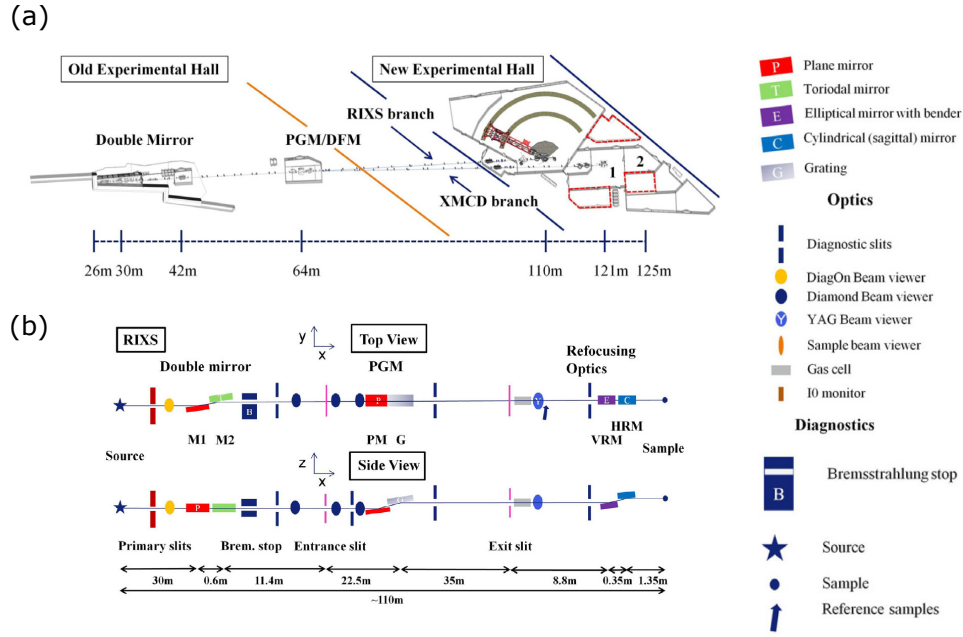 (a)
Old Experimental Hall
New Experimental Hall
RIXS branch
Double Mirror
PGM/DFM
XMCD branch
1
2
26m
30m
42m
64m
110m
121m
125m
P Plane mirror
T Toriodal mirror
E Elliptical mirror with bender
C Cylindrical (sagittal) mirror
G Grating
Optics
Diagnostic slits
DiagOn Beam viewer
Diamond Beam viewer
Y YAG Beam viewer
Sample beam viewer
Gas cell
I0 monitor
Diagnostics
B Bremsstrahlung stop
Source
Sample
Reference samples
(b)
RIXS
y
x
Top View
Double mirror
PGM
Refocusing
Optics
B
P
Y
E
C
HRM
M1
M2
PM
G
VRM
Source
Sample
z
x
Side View
P
Primary slits
Brem. stop
Entrance slit
Exit slit
30m
0.6m
11.4m
22.5m
35m
8.8m
0.35m
1.35m
~110m